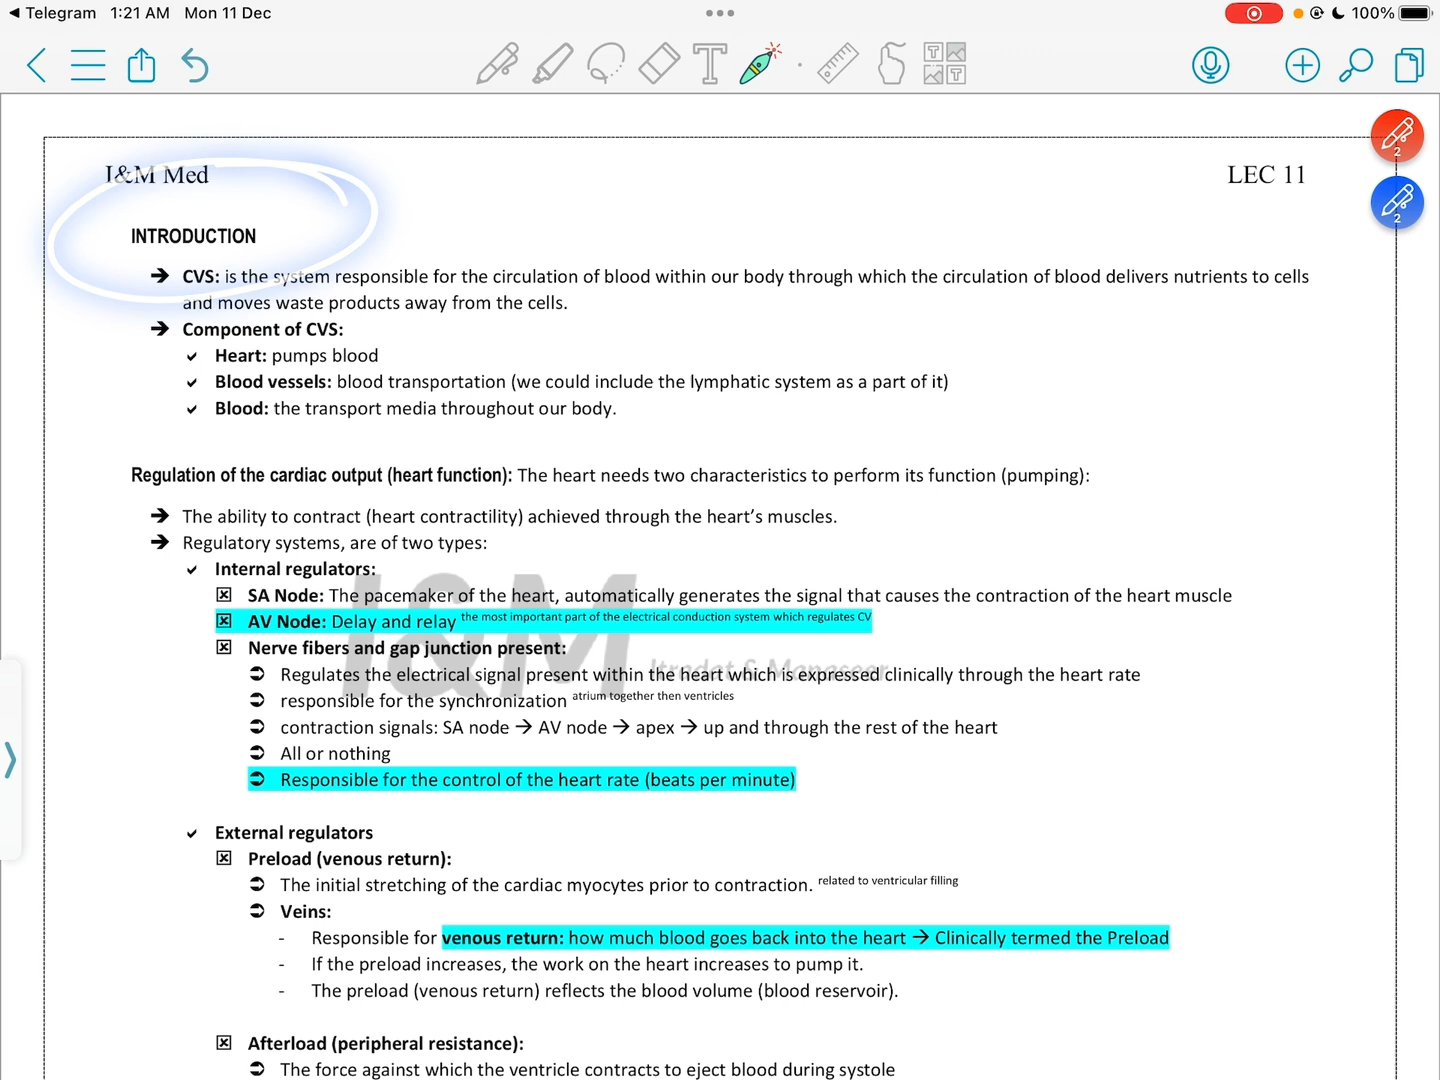 ◀ Telegram 1:21 AM Mon 11 Dec
100%
I&M Med
LEC 11
2
2
INTRODUCTION
➔ CVS: is the system responsible for the circulation of blood within our body through which the circulation of blood delivers nutrients to cells
and moves waste products away from the cells.
➔ Component of CVS:
✓ Heart: pumps blood
✓ Blood vessels: blood transportation (we could include the lymphatic system as a part of it)
✓ Blood: the transport media throughout our body.
Regulation of the cardiac output (heart function): The heart needs two characteristics to perform its function (pumping):
➔ The ability to contract (heart contractility) achieved through the heart's muscles.
➔ Regulatory systems, are of two types:
✓ Internal regulators:
☒ SA Node: The pacemaker of the heart, automatically generates the signal that causes the contraction of the heart muscle
☒ AV Node: Delay and relay the most important part of the electrical conduction system which regulates CV
☒ Nerve fibers and gap junction present:
I&M
➲ Regulates the electrical signal present within the heart which is expressed clinically through the heart rate
➲ responsible for the synchronization atrium together then ventricles
➲ contraction signals: SA node → AV node → apex → up and through the rest of the heart
➲ All or nothing
➲ Responsible for the control of the heart rate (beats per minute)
✓ External regulators
☒ Preload (venous return):
➲ The initial stretching of the cardiac myocytes prior to contraction. related to ventricular filling
➲ Veins:
- Responsible for venous return: how much blood goes back into the heart → Clinically termed the Preload
- If the preload increases, the work on the heart increases to pump it.
- The preload (venous return) reflects the blood volume (blood reservoir).
☒ Afterload (peripheral resistance):
➲ The force against which the ventricle contracts to eject blood during systole